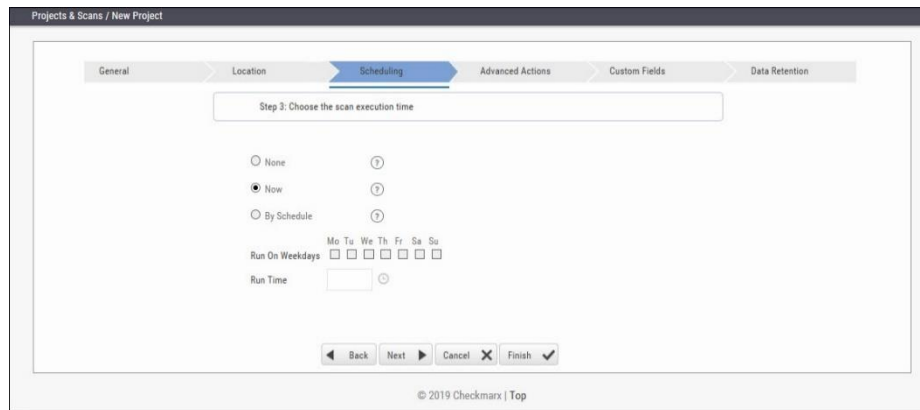 Projects & Scans / New Project
General Location Scheduling Advanced Actions Custom Fields Data Retention
Step 3: Choose the scan execution time
None ?
Now ?
By Schedule ?
Mo Tu We Th Fr Sa Su
Run On Weekdays
Run Time
Back Next Cancel Finish
© 2019 Checkmarx | Top